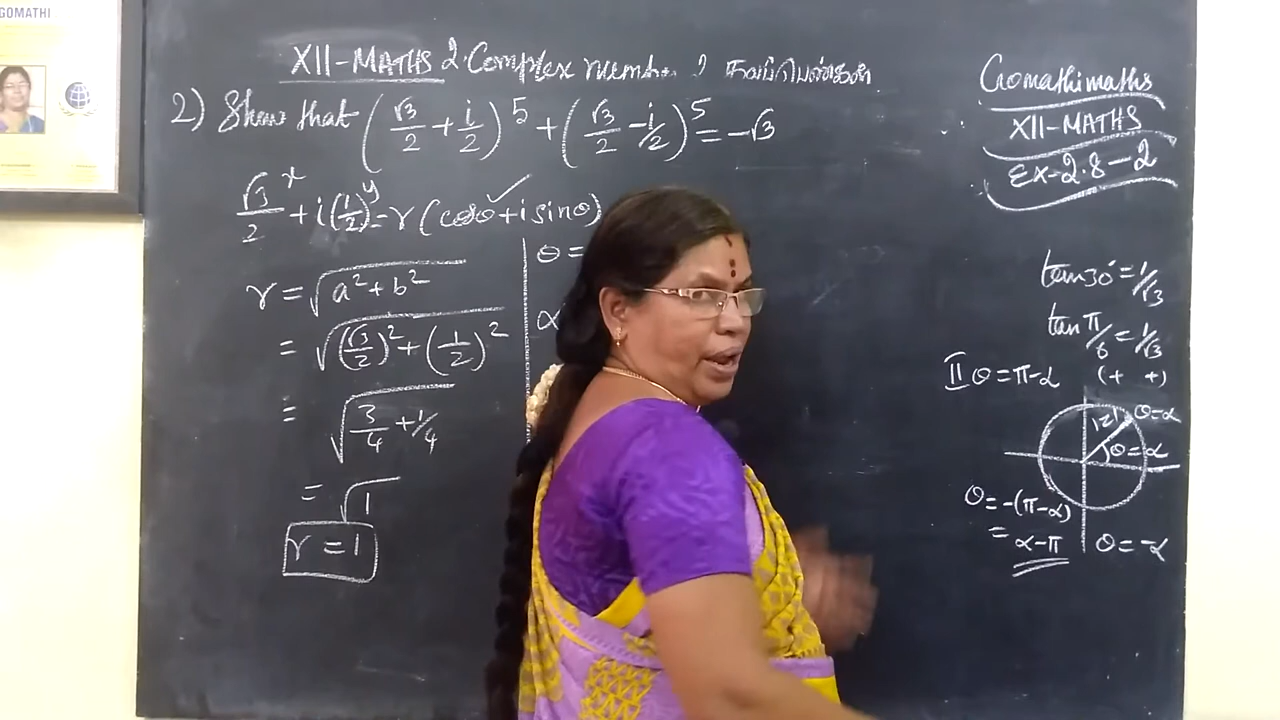 GOMATHI
XII-MATHS 2. Complex number
2) Show that (√3/2 + i/2)^5 + (√3/2 - i/2)^5 = -√3
√3/2 + i(1/2) = r(cosθ + i sinθ)
x
y
r = √(a² + b²)
= √((√3/2)² + (1/2)²)
= √(3/4 + 1/4)
= √1
r = 1
θ =
α
Gomathimaths
XII-MATHS
Ex-2.8-2
tan30° = 1/√3
tan π/6 = 1/√3
II θ = π-α
(+ +)
θ = α
|z|
θ = α
θ = -(π-α)
= α-π
θ = -α